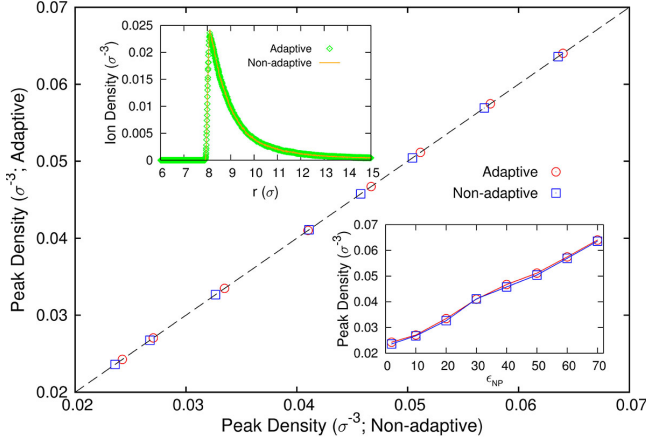 0.07
0.06
0.05
0.04
0.03
0.02
Peak Density (σ⁻³; Adaptive)
0.02 0.03 0.04 0.05 0.06 0.07
Peak Density (σ⁻³; Non-adaptive)
Adaptive
Non-adaptive
0.025
0.02
0.015
0.01
0.005
0
Ion Density (σ⁻³)
Adaptive
Non-adaptive
6 7 8 9 10 11 12 13 14 15
r (σ)
0.07
0.06
0.05
0.04
0.03
0.02
Peak Density (σ⁻³)
0 10 20 30 40 50 60 70
ϵNP